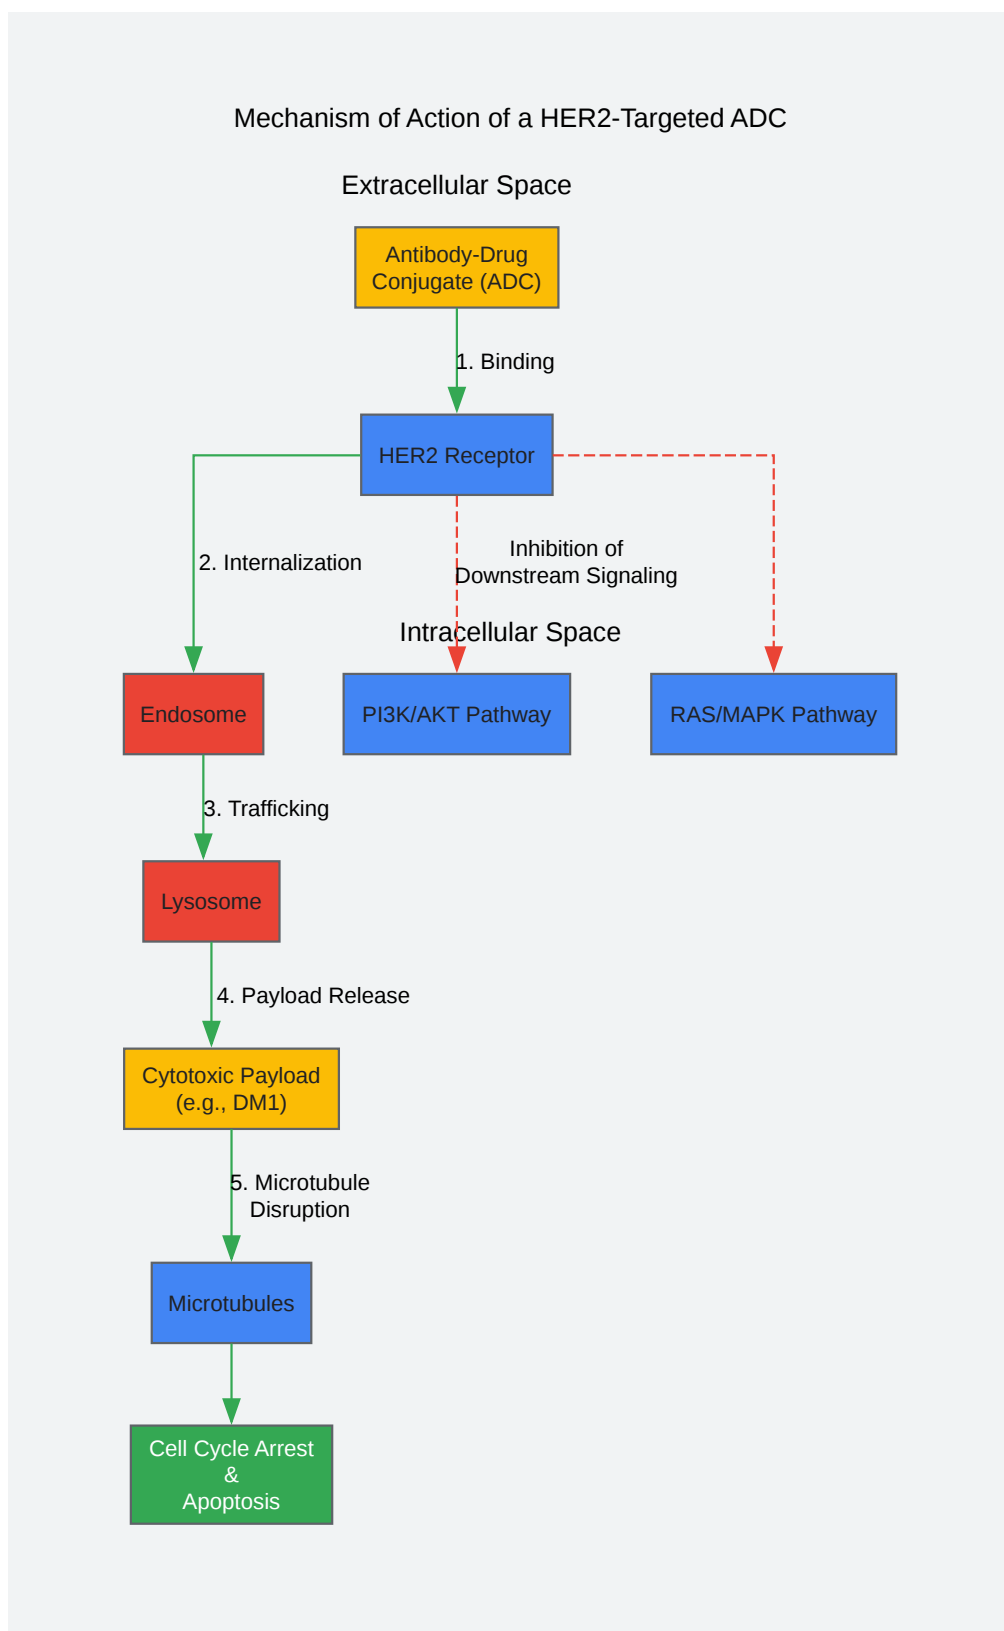 Mechanism of Action of a HER2-Targeted ADC
Extracellular Space
Antibody-Drug
Conjugate (ADC)
1. Binding
HER2 Receptor
2. Internalization
Inhibition of
Downstream Signaling
Intracellular Space
Endosome
PI3K/AKT Pathway
RAS/MAPK Pathway
3. Trafficking
Lysosome
4. Payload Release
Cytotoxic Payload
(e.g., DM1)
5. Microtubule
Disruption
Microtubules
Cell Cycle Arrest
&
Apoptosis